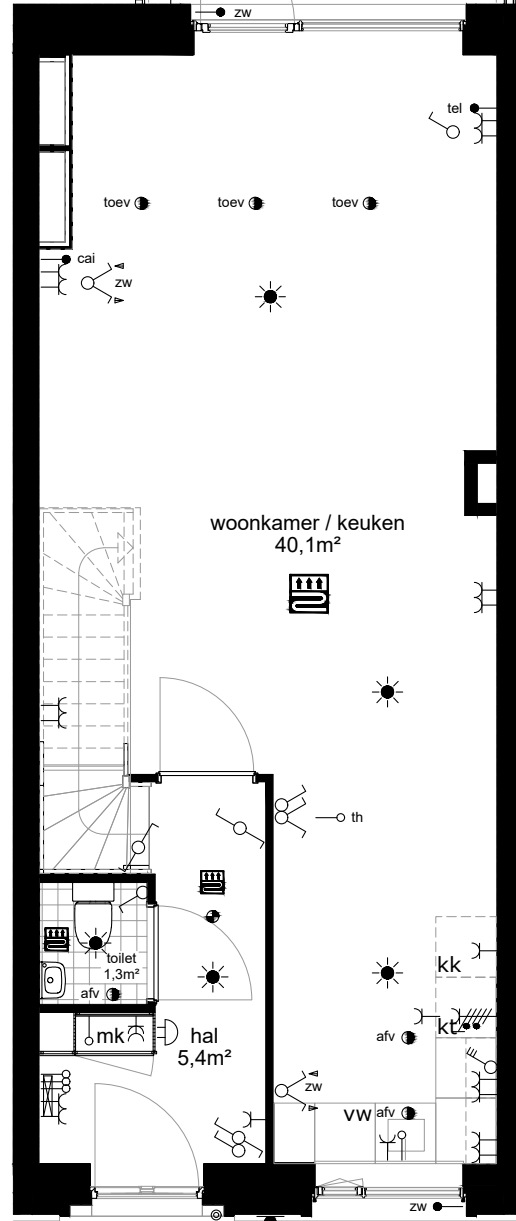 zw
tel
toev
toev
toev
cai
zw
woonkamer / keuken
40,1m²
th
toilet
1,3m²
afv
kk
kt
mk
hal
5,4m²
afv
zw
vw
afv
zw